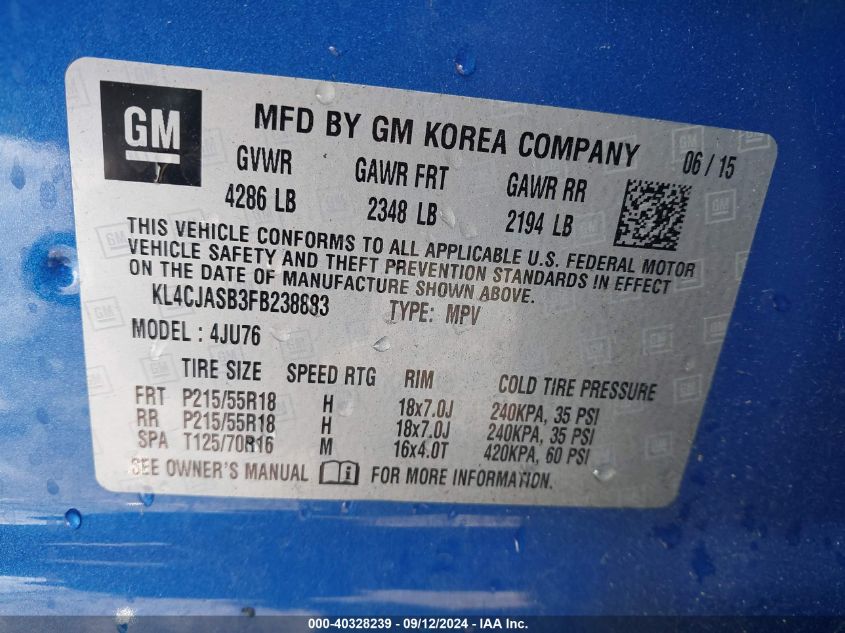 GM
MFD BY GM KOREA COMPANY
06 / 15
GVWR GAWR FRT GAWR RR
4286 LB 2348 LB 2194 LB
THIS VEHICLE CONFORMS TO ALL APPLICABLE U.S. FEDERAL MOTOR
VEHICLE SAFETY AND THEFT PREVENTION STANDARDS IN EFFECT
ON THE DATE OF MANUFACTURE SHOWN ABOVE.
KL4CJASB3FB238883 TYPE: MPV
MODEL : 4JU76
TIRE SIZE SPEED RTG RIM COLD TIRE PRESSURE
FRT P215/55R18 H 18x7.0J 240KPA, 35 PSI
RR P215/55R18 H 18x7.0J 240KPA, 35 PSI
SPA T125/70R16 M 16x4.0T 420KPA, 60 PSI
SEE OWNER'S MANUAL FOR MORE INFORMATION.
000-40328239 - 09/12/2024 - IAAI Inc.